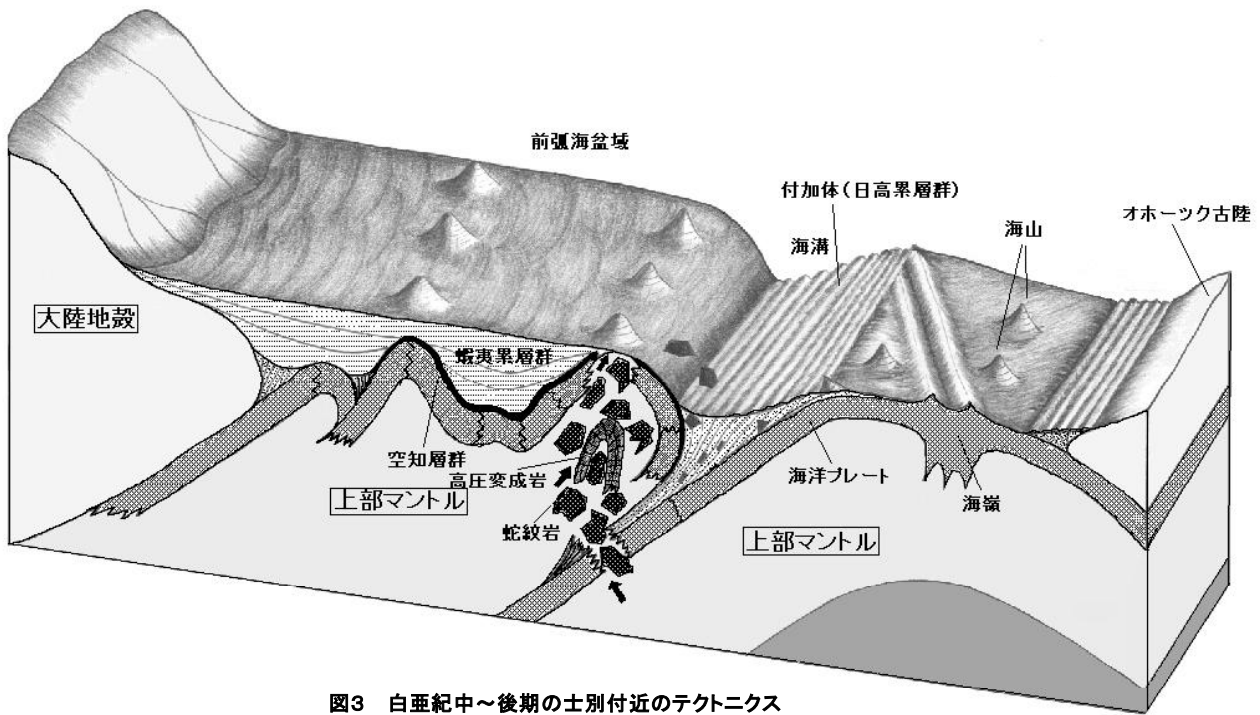 前弧海盆域
付加体(日高累層群)
オホーツク古陸
海山
海溝
大陸地殻
蝦夷累層群
空知層群
高圧変成岩
海洋プレート
海嶺
上部マントル
蛇紋岩
上部マントル
図3 白亜紀中～後期の士別付近のテクトニクス